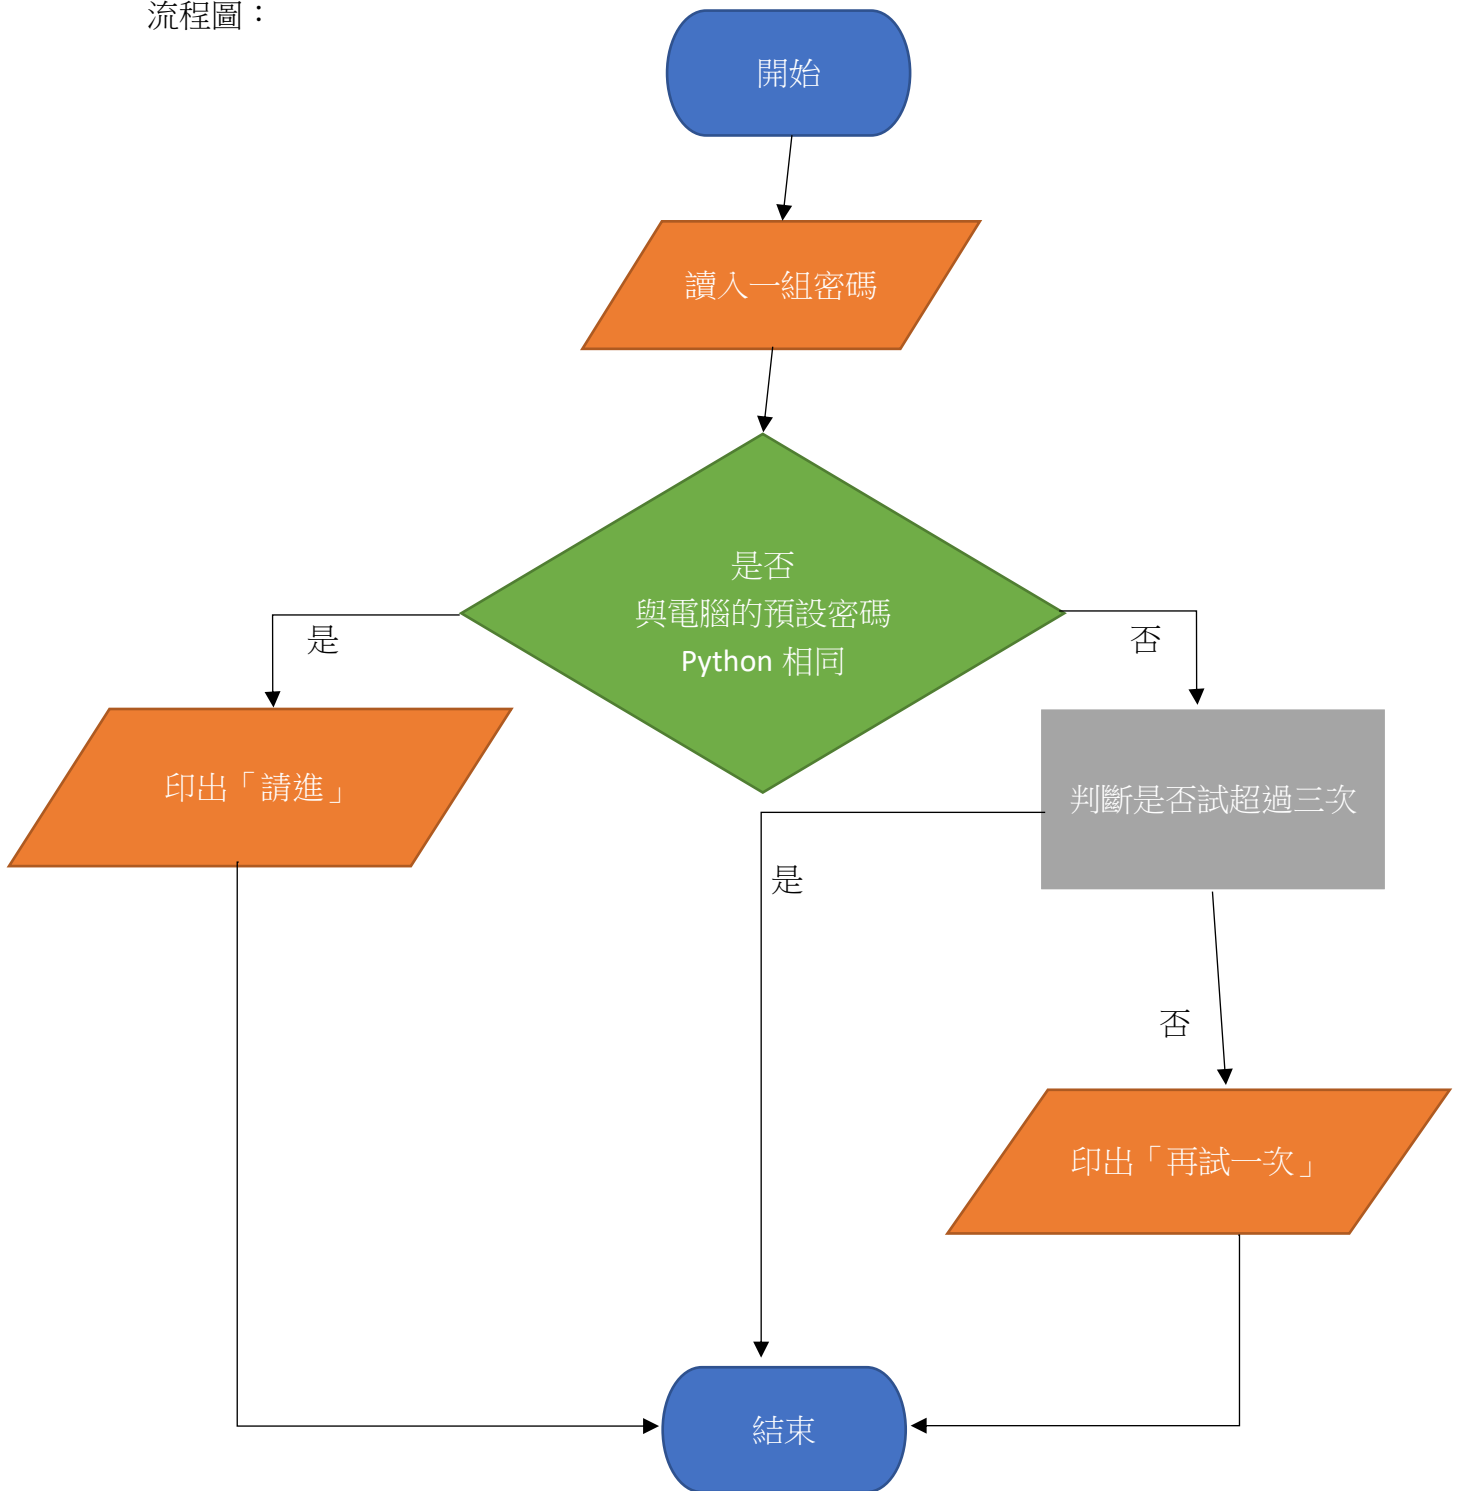 流程圖：
開始
讀入一組密碼
是否
與電腦的預設密碼
Python 相同
是
否
印出「請進」
判斷是否試超過三次
是
否
印出「再試一次」
結束